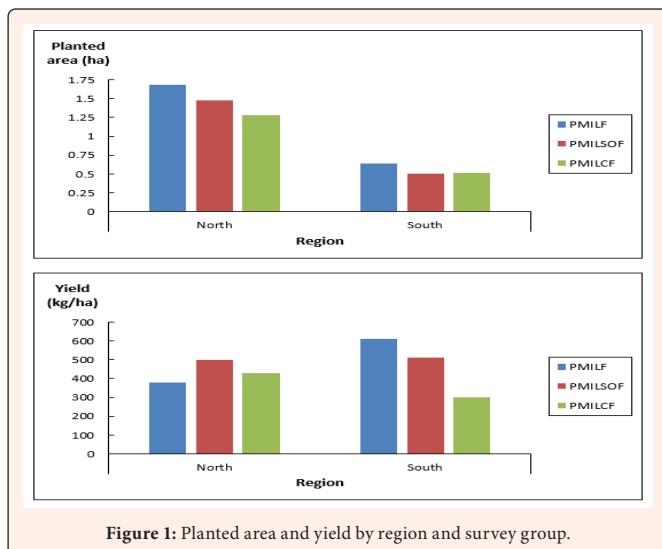 Planted
area (ha)
1.75
1.5
1.25
1
0.75
0.5
0.25
0
North
South
Region
PMILF
PMILSOF
PMILCF
Yield
(kg/ha)
700
600
500
400
300
200
100
0
North
South
Region
PMILF
PMILSOF
PMILCF
Figure 1: Planted area and yield by region and survey group.